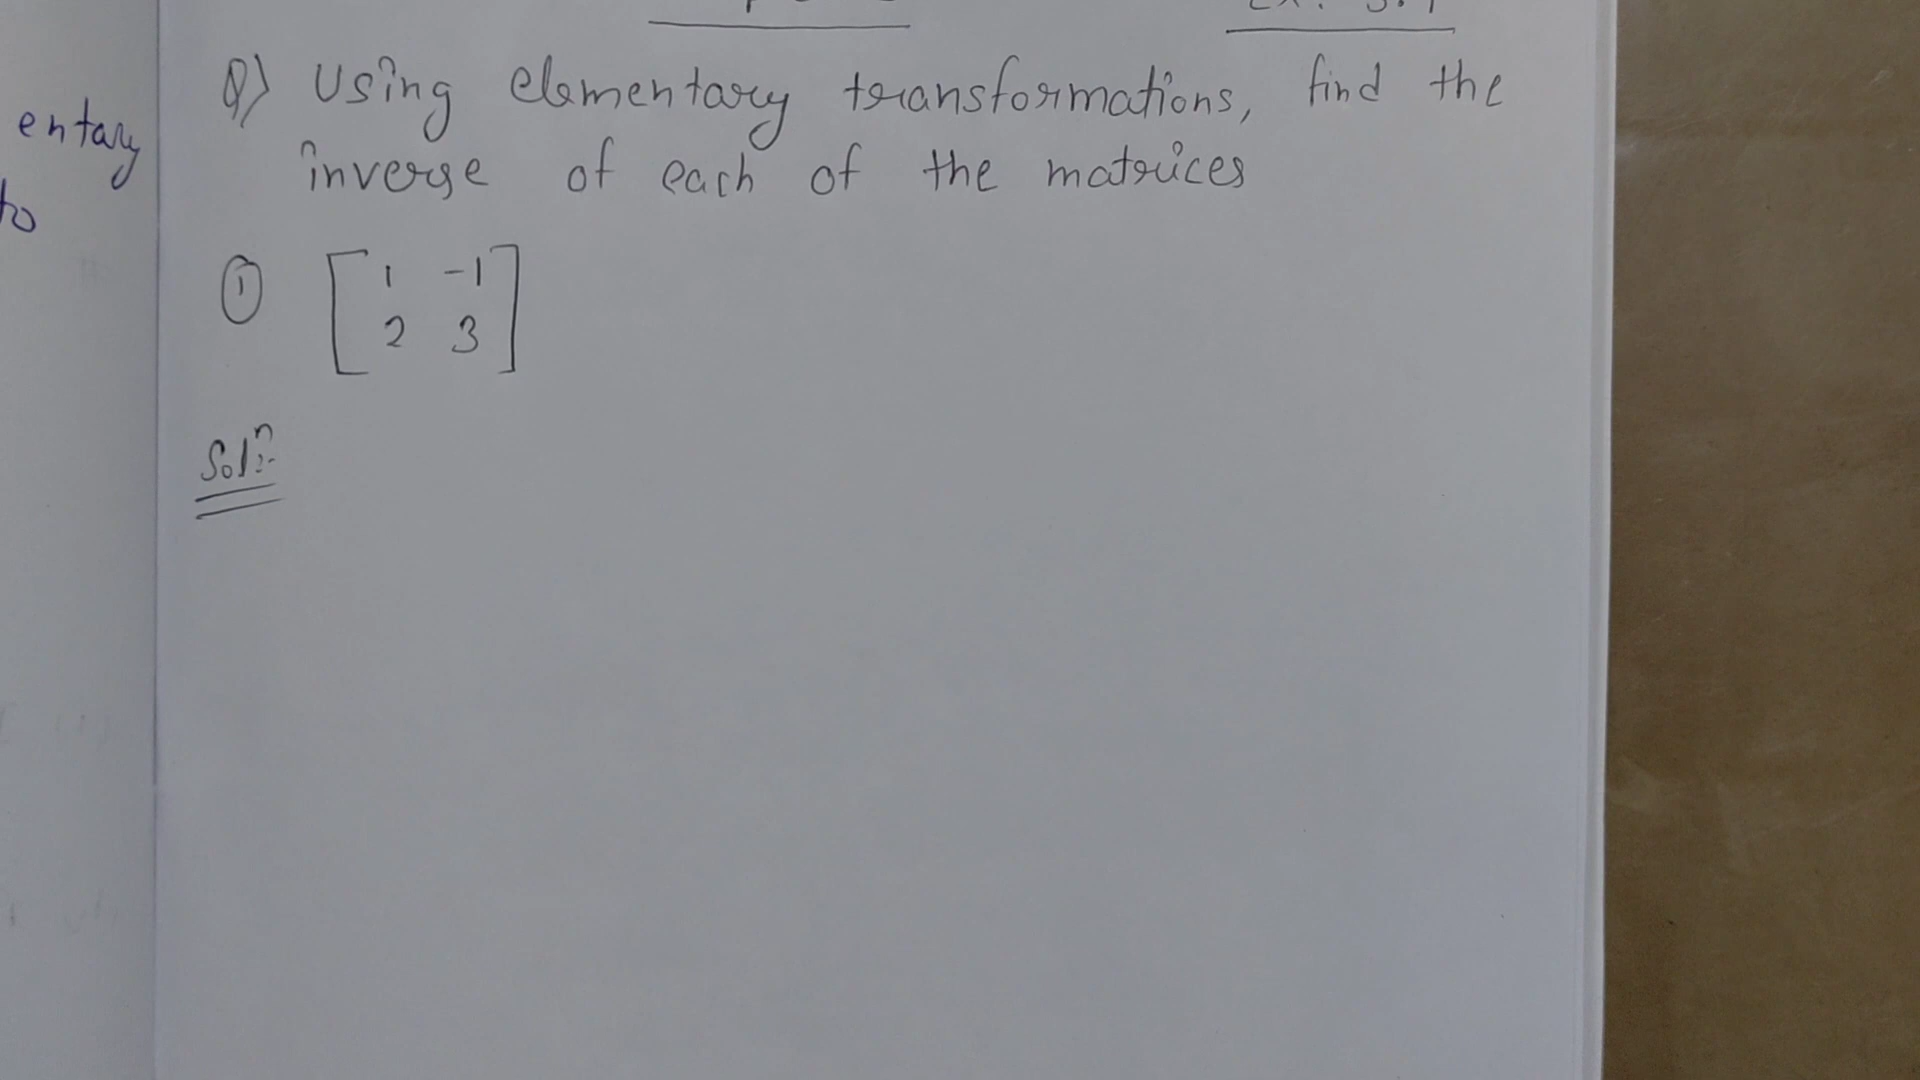 entary
to
Q) Using elementary transformations, find the
inverse of each of the matrices
① [ 1 -1
2 3 ]
Solⁿ:-